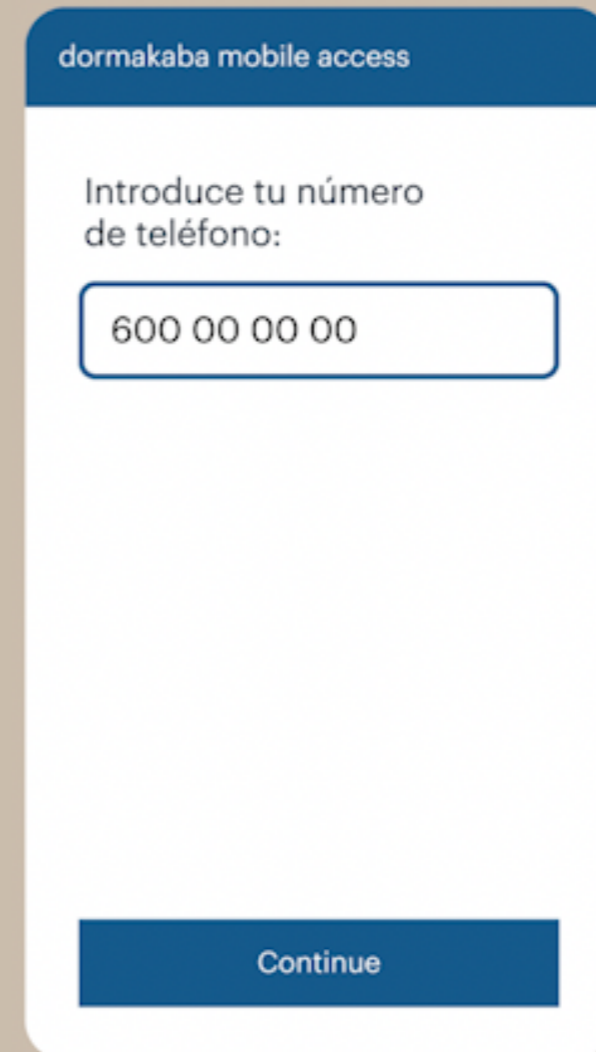 dormakaba mobile access
Introduce tu número
de teléfono:
600 00 00 00
Continue